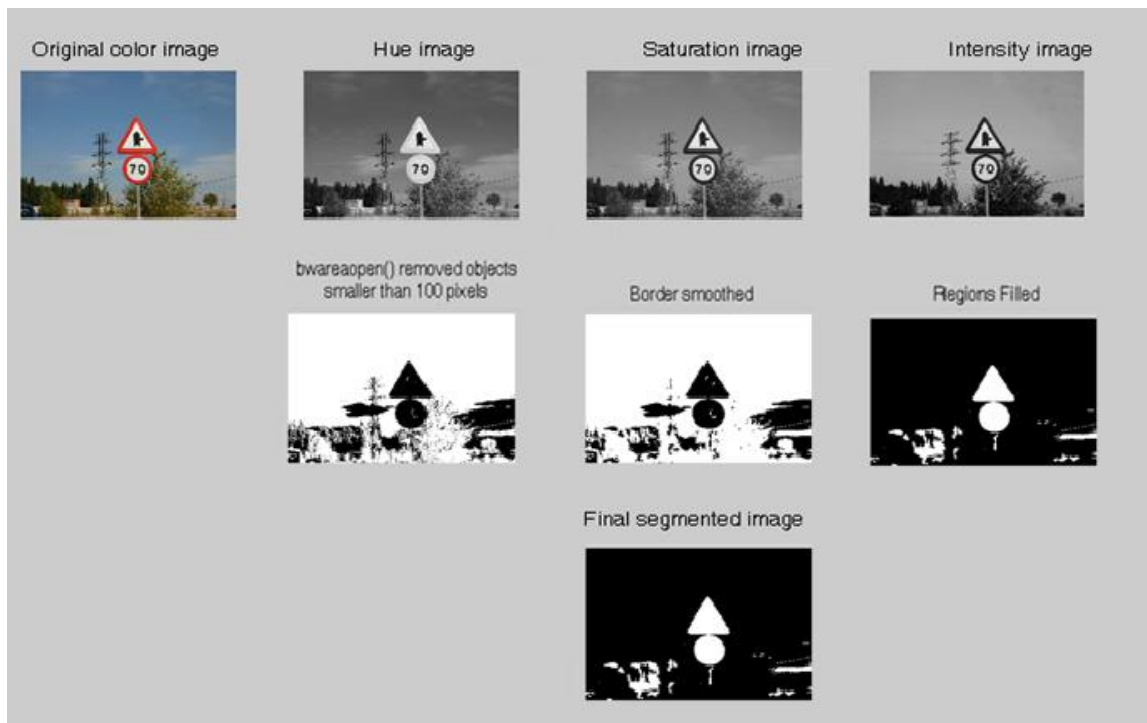 Original color image
Hue image
Saturation image
Intensity image
70
70
70
70
bwareaopen() removed objects
smaller than 100 pixels
Border smoothed
Regions Filled
Final segmented image